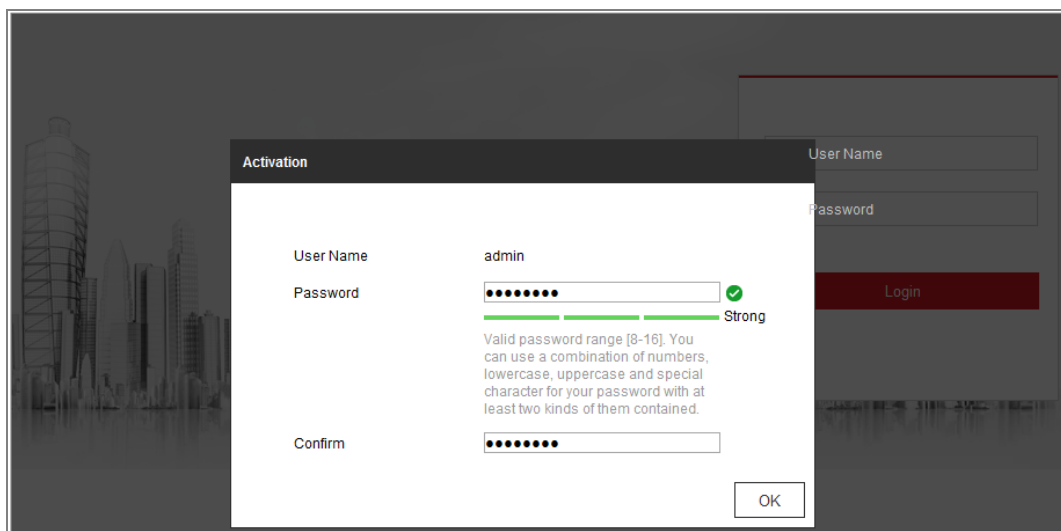 Activation
User Name
Password
Login
User Name admin
Password ●●●●●●●●
Strong
Valid password range [8-16]. You
can use a combination of numbers,
lowercase, uppercase and special
character for your password with at
least two kinds of them contained.
Confirm ●●●●●●●●
OK